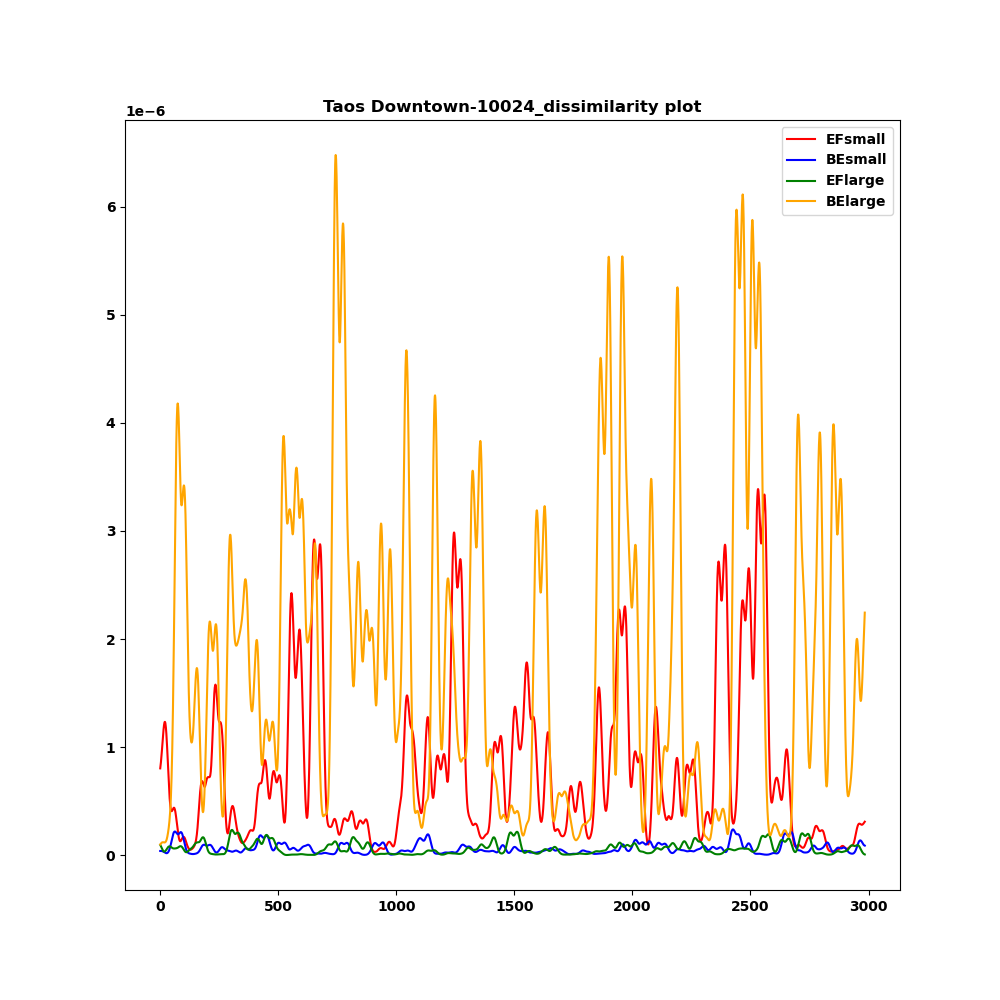 Taos Downtown-10024_dissimilarity plot
1e−6
EFsmall
BEsmall
EFlarge
BElarge
6
5
4
3
2
1
0
0 500 1000 1500 2000 2500 3000